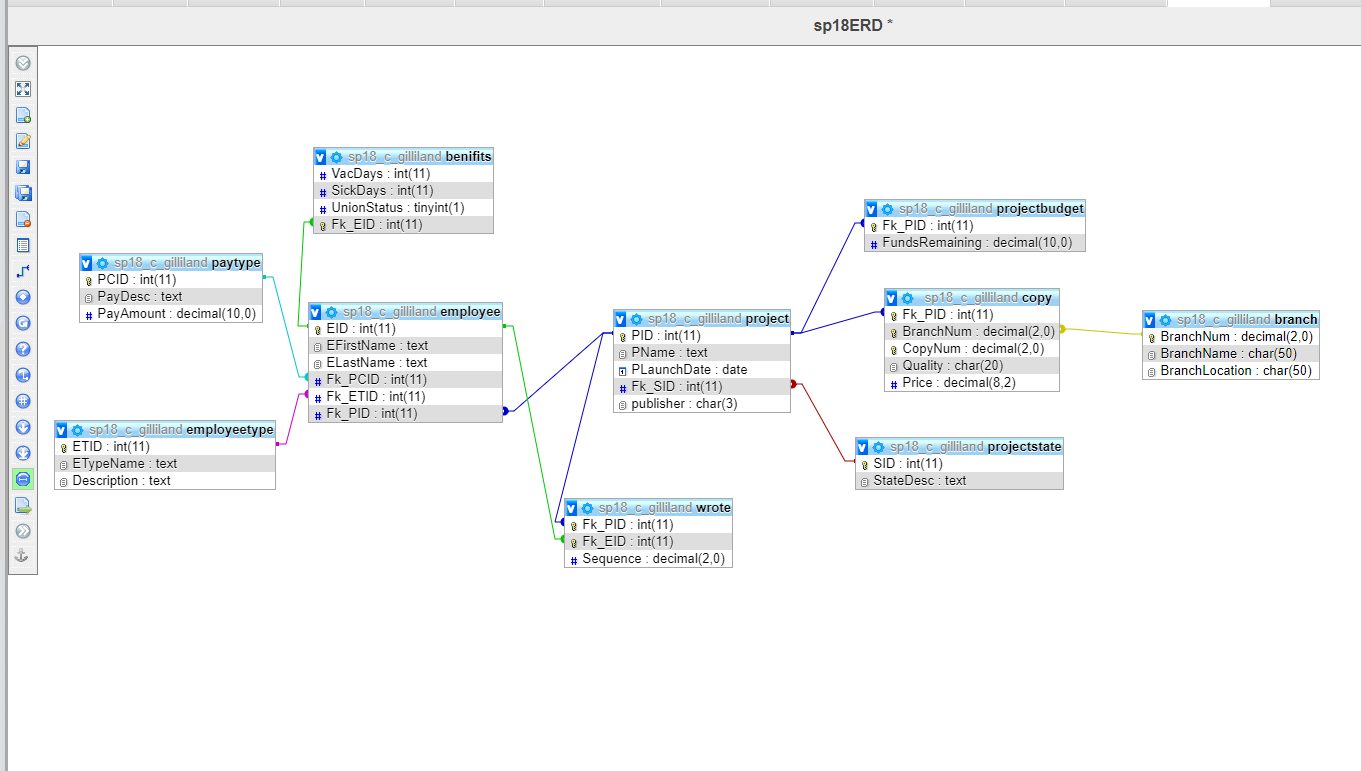 sp18ERD *
sp18_c_gilliland benifits
VacDays : int(11)
SickDays : int(11)
UnionStatus : tinyint(1)
Fk_EID : int(11)
sp18_c_gilliland paytype
PCID : int(11)
PayDesc : text
PayAmount : decimal(10,0)
sp18_c_gilliland employee
EID : int(11)
EFirstName : text
ELastName : text
Fk_PCID : int(11)
Fk_ETID : int(11)
Fk_PID : int(11)
sp18_c_gilliland employeetype
ETID : int(11)
ETypeName : text
Description : text
sp18_c_gilliland project
PID : int(11)
PName : text
PLaunchDate : date
Fk_SID : int(11)
publisher : char(3)
sp18_c_gilliland wrote
Fk_PID : int(11)
Fk_EID : int(11)
Sequence : decimal(2,0)
sp18_c_gilliland projectbudget
Fk_PID : int(11)
FundsRemaining : decimal(10,0)
sp18_c_gilliland copy
Fk_PID : int(11)
BranchNum : decimal(2,0)
CopyNum : decimal(2,0)
Quality : char(20)
Price : decimal(8,2)
sp18_c_gilliland branch
BranchNum : decimal(2,0)
BranchName : char(50)
BranchLocation : char(50)
sp18_c_gilliland projectstate
SID : int(11)
StateDesc : text